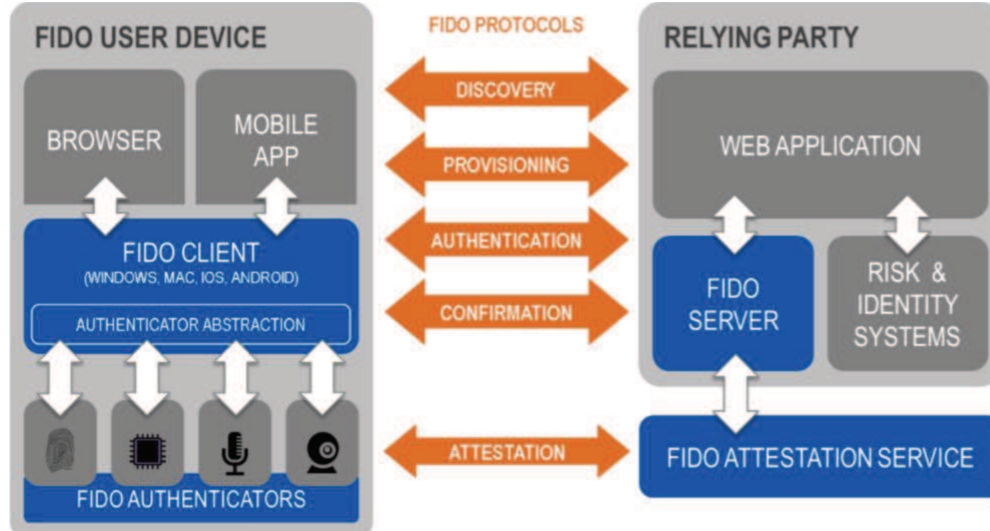 FIDO USER DEVICE
BROWSER
MOBILE
APP
FIDO CLIENT
(WINDOWS, MAC, IOS, ANDROID)
AUTHENTICATOR ABSTRACTION
FIDO AUTHENTICATORS
FIDO PROTOCOLS
DISCOVERY
PROVISIONING
AUTHENTICATION
CONFIRMATION
ATTESTATION
RELYING PARTY
WEB APPLICATION
FIDO
SERVER
RISK &
IDENTITY
SYSTEMS
FIDO ATTESTATION SERVICE